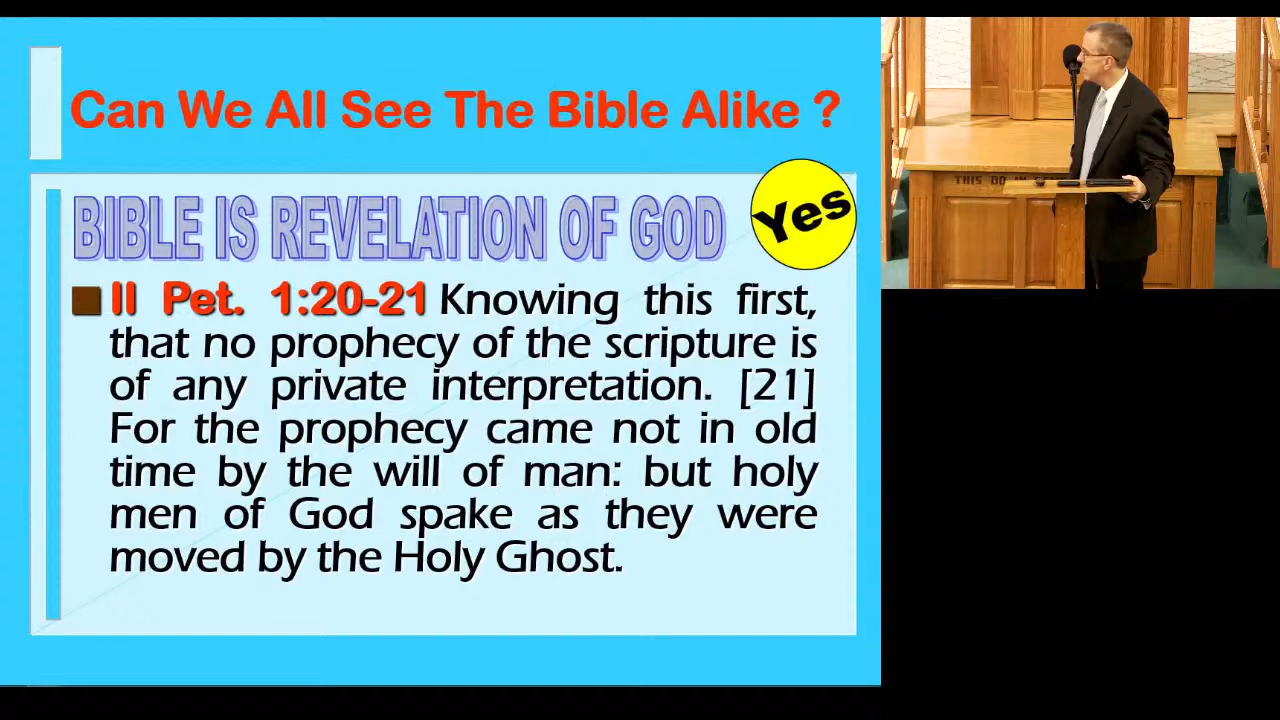 Can We All See The Bible Alike ?
BIBLE IS REVELATION OF GOD
Yes
II Pet. 1:20-21 Knowing this first,
that no prophecy of the scripture is
of any private interpretation. [21]
For the prophecy came not in old
time by the will of man: but holy
men of God spake as they were
moved by the Holy Ghost.
THIS DO IN